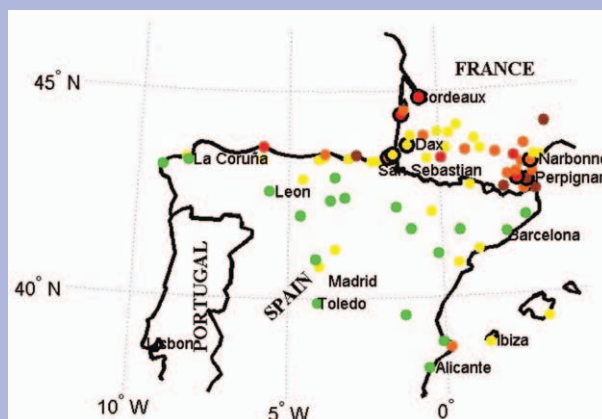 45° N
FRANCE
Bordeaux
Dax
La Coruña
San Sebastian
Narbonne
Perpignan
Leon
Barcelona
PORTUGAL
SPAIN
Madrid
40° N
Toledo
Lisbon
Ibiza
Alicante
10° W
5° W
0°